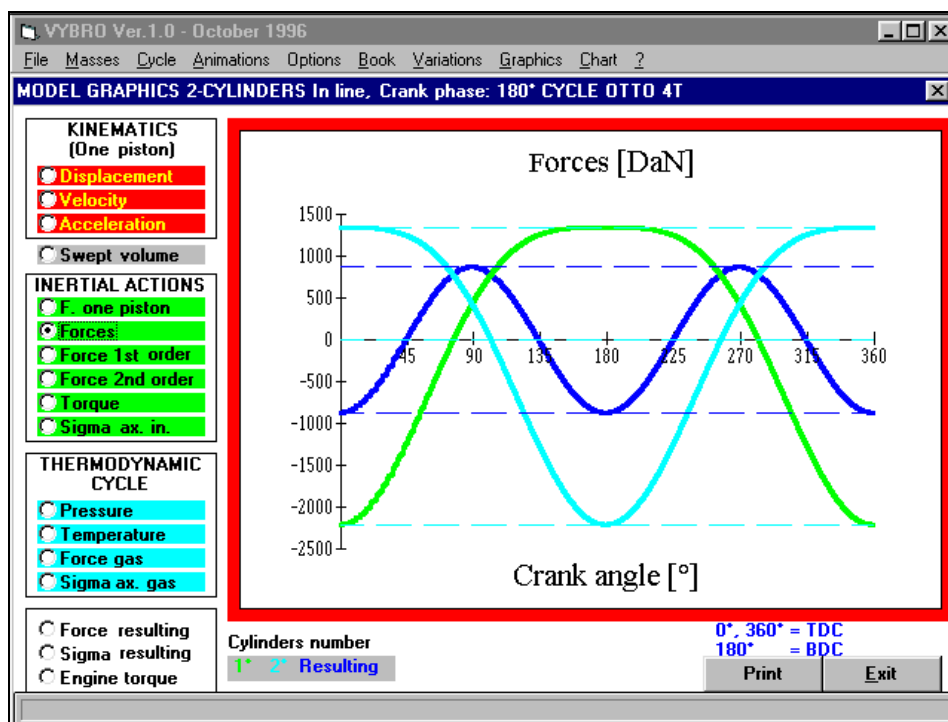 VYBRO Ver.1.0 - October 1996
File Masses Cycle Animations Options Book Variations Graphics Chart ?
MODEL GRAPHICS 2-CYLINDERS In line, Crank phase: 180° CYCLE OTTO 4T
KINEMATICS
(One piston)
Displacement
Velocity
Acceleration
Swept volume
INERTIAL ACTIONS
F. one piston
Forces
Force 1st order
Force 2nd order
Torque
Sigma ax. in.
THERMODYNAMIC
CYCLE
Pressure
Temperature
Force gas
Sigma ax. gas
Force resulting
Sigma resulting
Engine torque
Forces [DaN]
1500
1000
500
0
-500
-1000
-1500
-2000
-2500
45 90 135 180 225 270 315 360
Crank angle [°]
Cylinders number
1° 2° Resulting
0°, 360° = TDC
180° = BDC
Print Exit